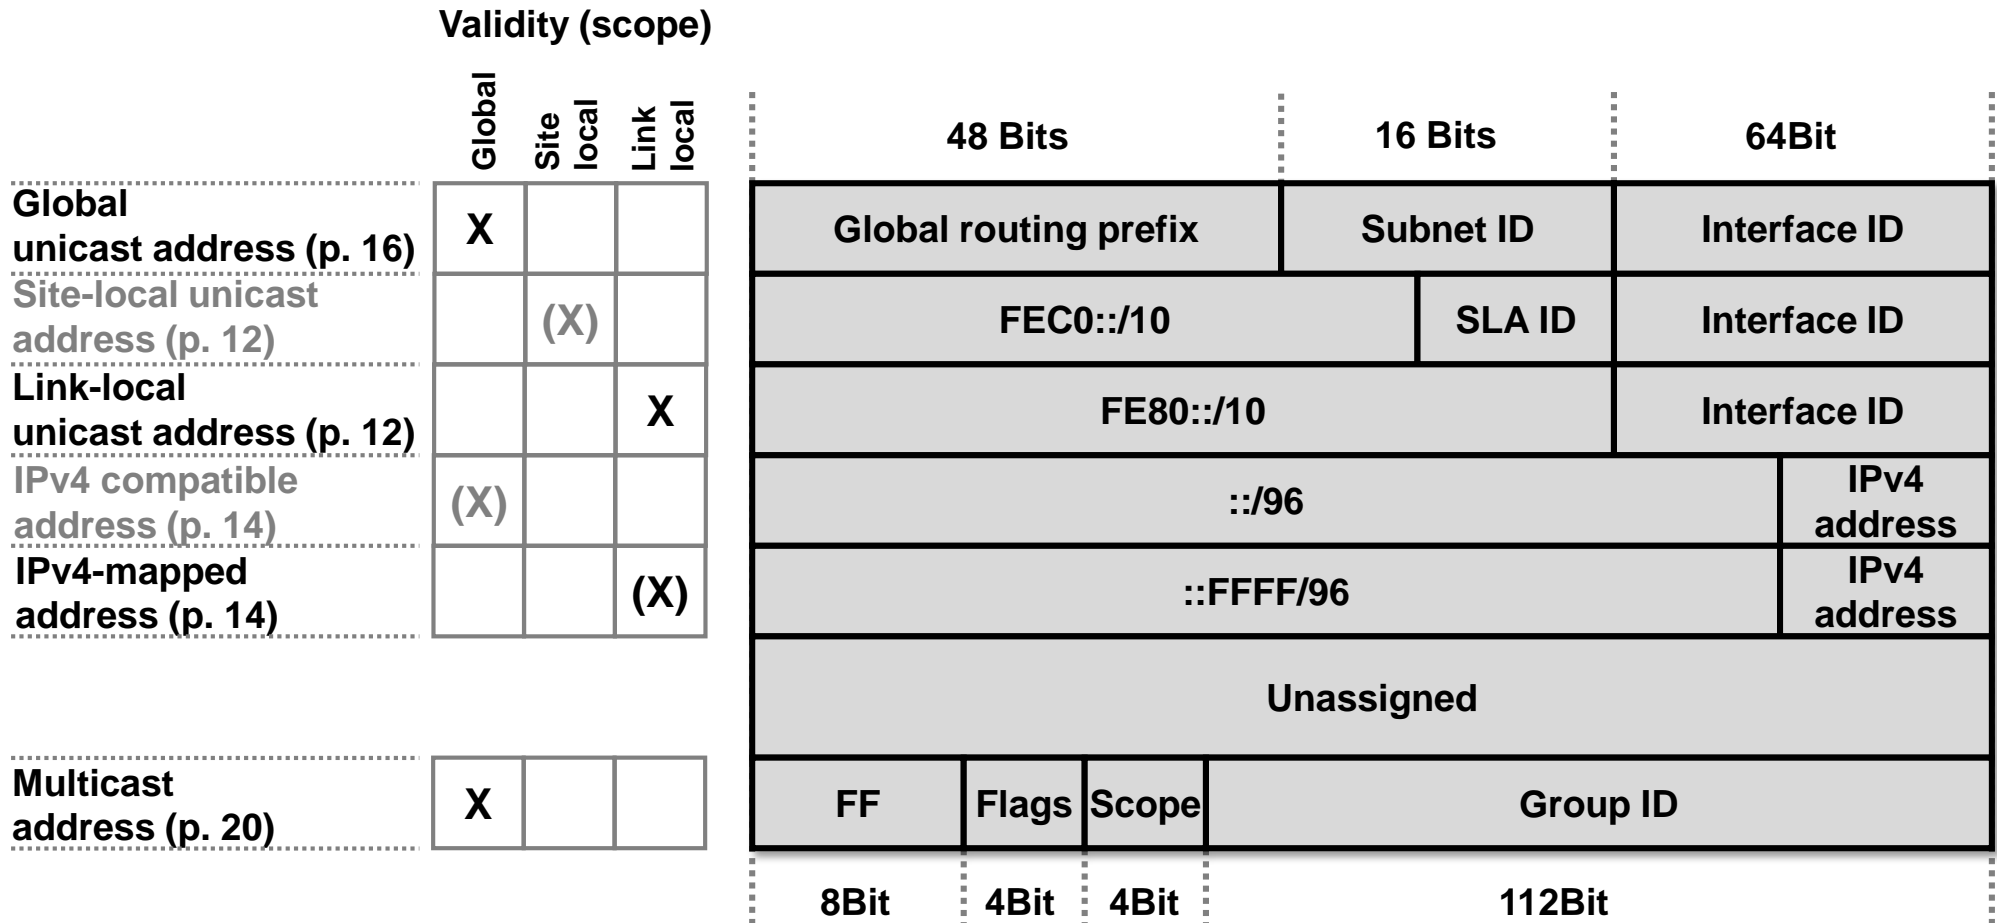 Validity (scope)
Global
Site
local
Link
local
48 Bits
16 Bits
64Bit
Global
unicast address (p. 16)
X
Global routing prefix
Subnet ID
Interface ID
Site-local unicast
address (p. 12)
(X)
FEC0::/10
SLA ID
Interface ID
Link-local
unicast address (p. 12)
X
FE80::/10
Interface ID
IPv4 compatible
address (p. 14)
(X)
::/96
IPv4
address
IPv4-mapped
address (p. 14)
(X)
::FFFF/96
IPv4
address
Unassigned
Multicast
address (p. 20)
X
FF
Flags
Scope
Group ID
8Bit
4Bit
4Bit
112Bit